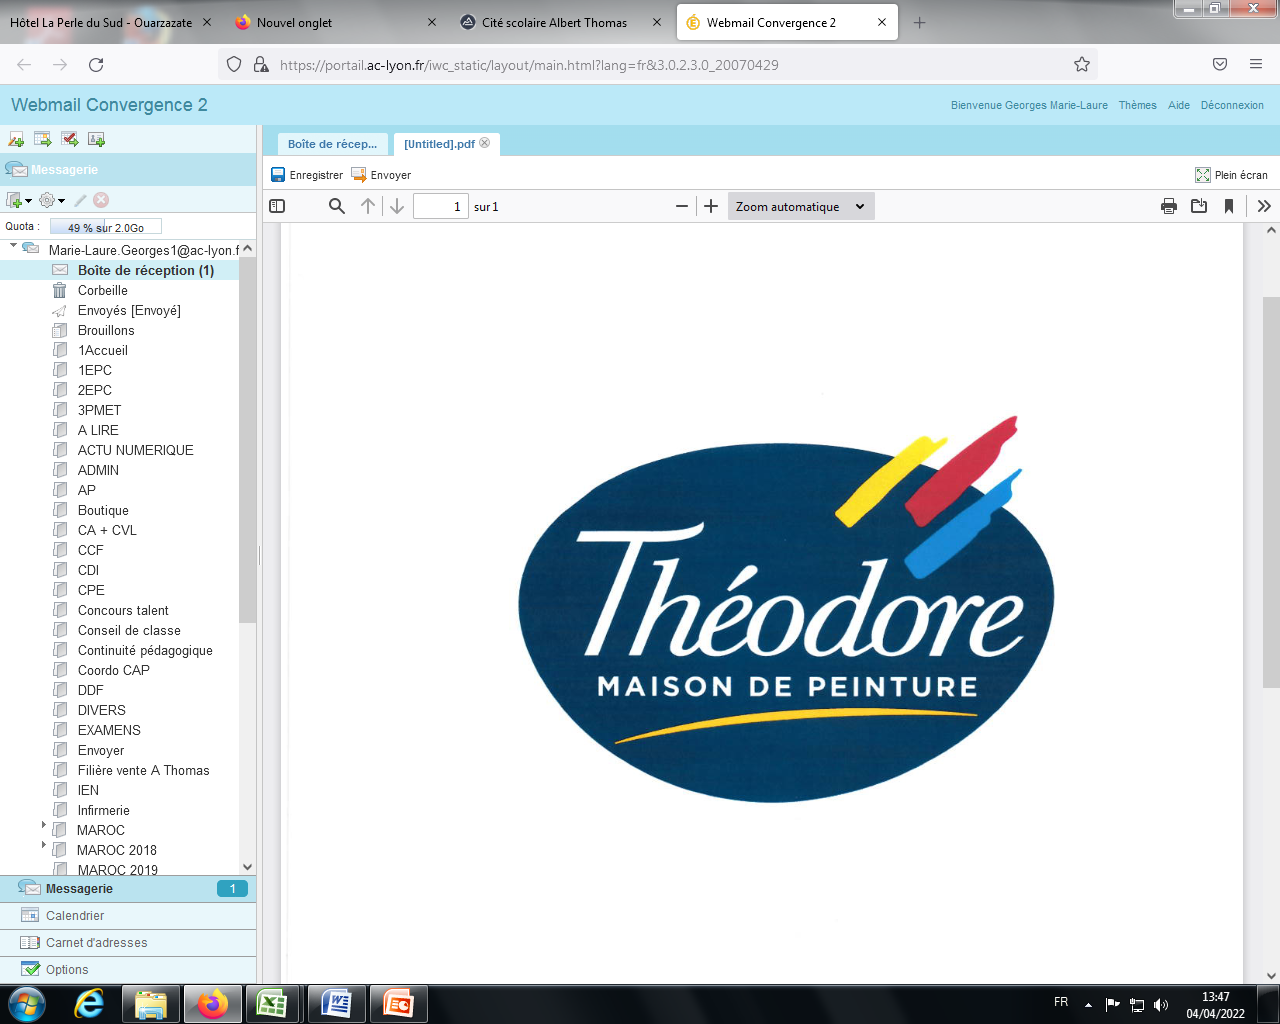 Hôtel La Perle du Sud - Ouarzazate
Nouvel onglet
Cité scolaire Albert Thomas
Webmail Convergence 2
https://portail.ac-lyon.fr/iwc_static/layout/main.html?lang=fr&3.0.2.3.0_20070429
Webmail Convergence 2
Bienvenue Georges Marie-Laure
Thèmes
Aide
Déconnexion
Boîte de récep...
[Untitled].pdf
Messagerie
Enregistrer
Envoyer
Plein écran
1
sur 1
Zoom automatique
Quota :
49 % sur 2.0Go
Marie-Laure.Georges1@ac-lyon.f
Boîte de réception (1)
Corbeille
Envoyés [Envoyé]
Brouillons
1Accueil
1EPC
2EPC
3PMET
A LIRE
ACTU NUMERIQUE
ADMIN
AP
Boutique
CA + CVL
CCF
CDI
CPE
Concours talent
Conseil de classe
Continuité pédagogique
Coordo CAP
DDF
DIVERS
EXAMENS
Envoyer
Filière vente A Thomas
IEN
Infirmerie
MAROC
MAROC 2018
MAROC 2019
Messagerie
1
Calendrier
Carnet d'adresses
Options
Théodore
MAISON DE PEINTURE
FR
13:47
04/04/2022